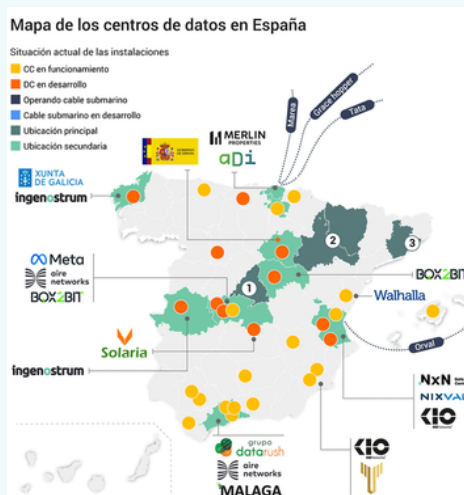 Mapa de los centros de datos en España
Situación actual de las instalaciones
CC en funcionamiento
DC en desarrollo
Operando cable submarino
Cable submarino en desarrollo
Ubicación principal
Ubicación secundaria
MERLIN
PROPERTIES
aDi
Marea
Grace hopper
Tata
XUNTA
DE GALICIA
ingenostrum
2
3
1
Meta
aire
networks
BOX2BIT
BOX2BIT
Walhalla
Solaria
Orval
ingenostrum
NxN
NIXVAL
KIO
grupo
datarush
aire
networks
MALAGA
KIO